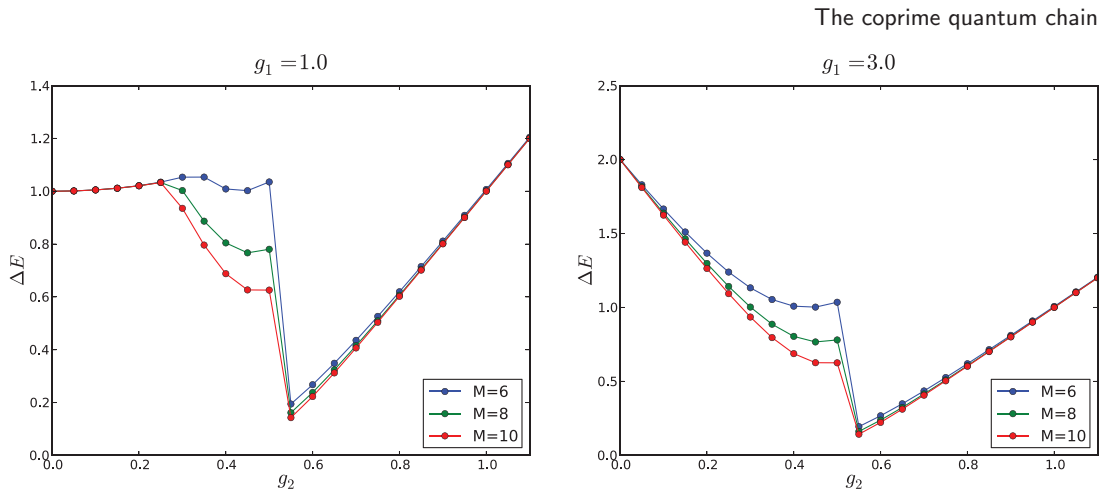 The coprime quantum chain
g₁ = 1.0
1.4
1.2
1.0
0.8
0.6
0.4
0.2
0.0
ΔE
0.0 0.2 0.4 0.6 0.8 1.0
g₂
M=6
M=8
M=10
g₁ = 3.0
2.5
2.0
1.5
1.0
0.5
0.0
ΔE
0.0 0.2 0.4 0.6 0.8 1.0
g₂
M=6
M=8
M=10